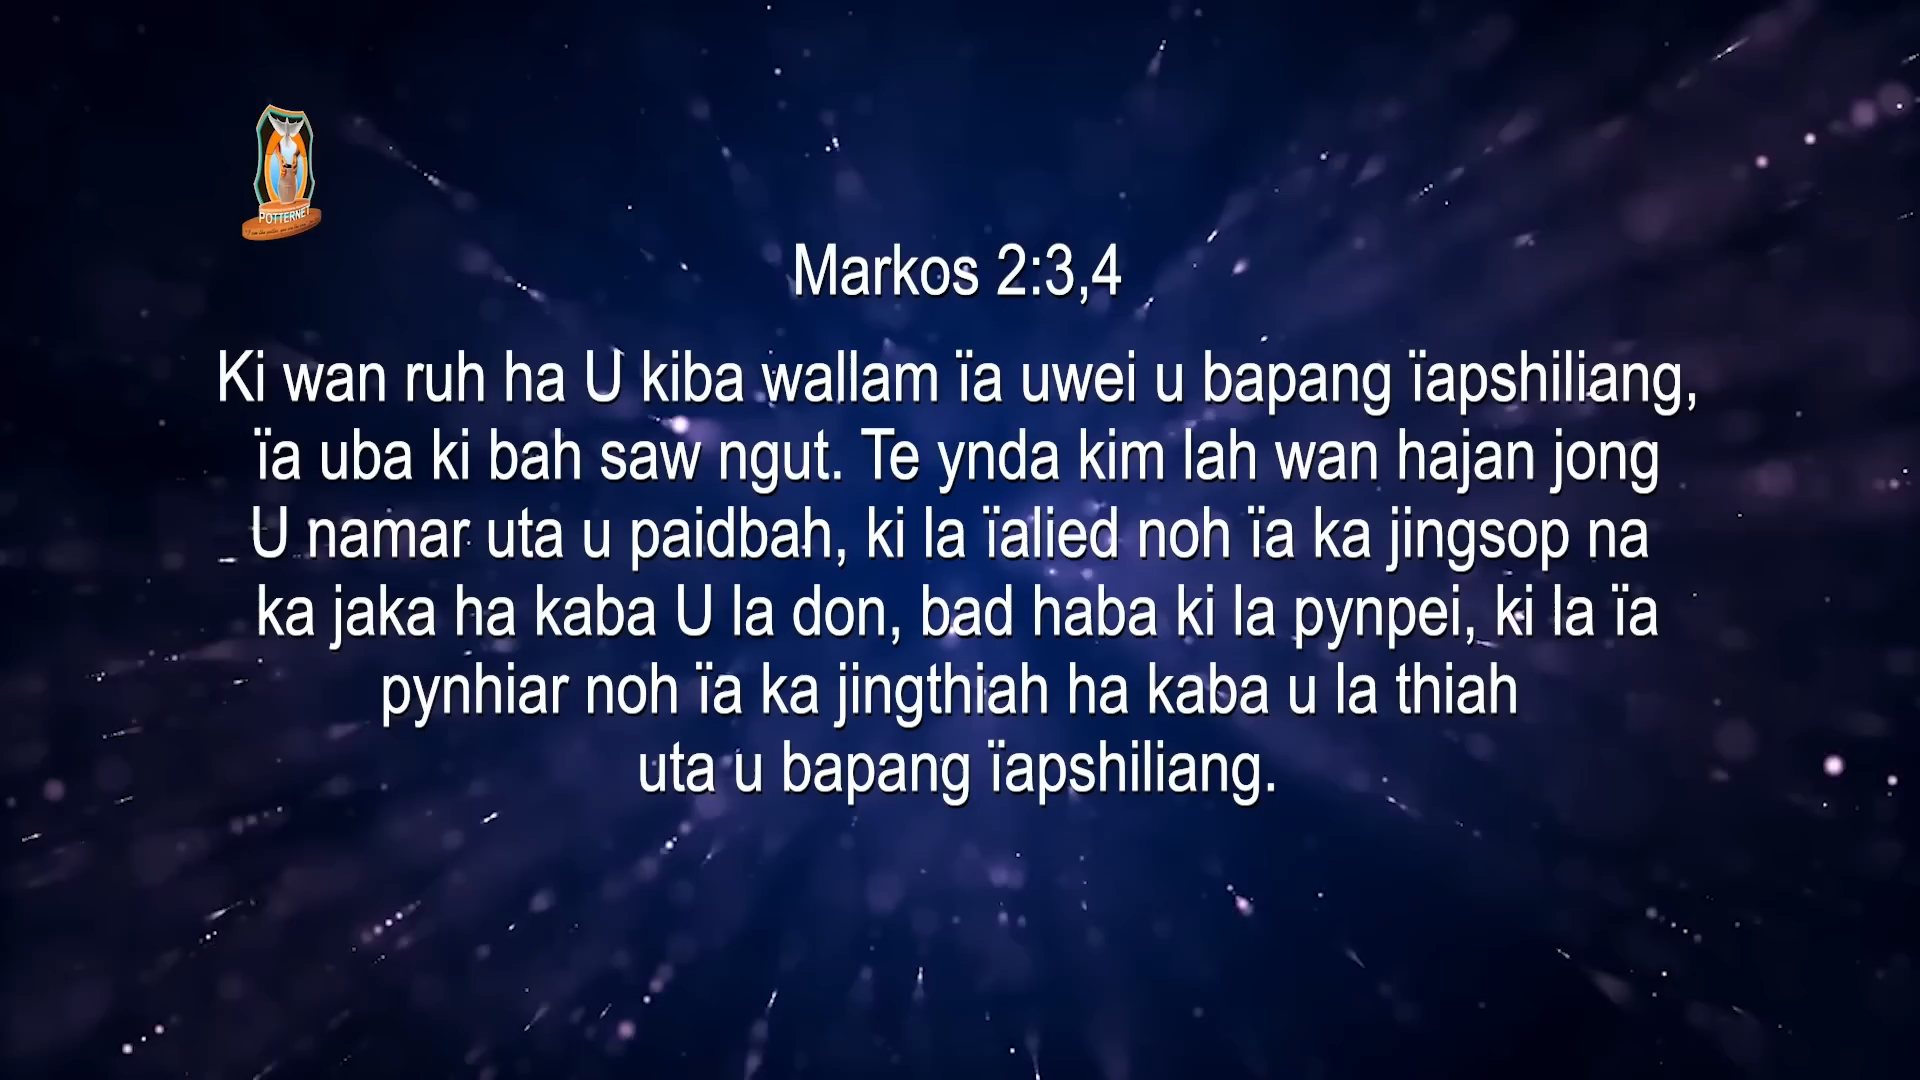 POTTERNET
Markos 2:3,4
Ki wan ruh ha U kiba wallam ïa uwei u bapang ïapshiliang,
ïa uba ki bah saw ngut. Te ynda kim lah wan hajan jong
U namar uta u paidbah, ki la ïalied noh ïa ka jingsop na
ka jaka ha kaba U la don, bad haba ki la pynpei, ki la ïa
pynhiar noh ïa ka jingthiah ha kaba u la thiah
uta u bapang ïapshiliang.